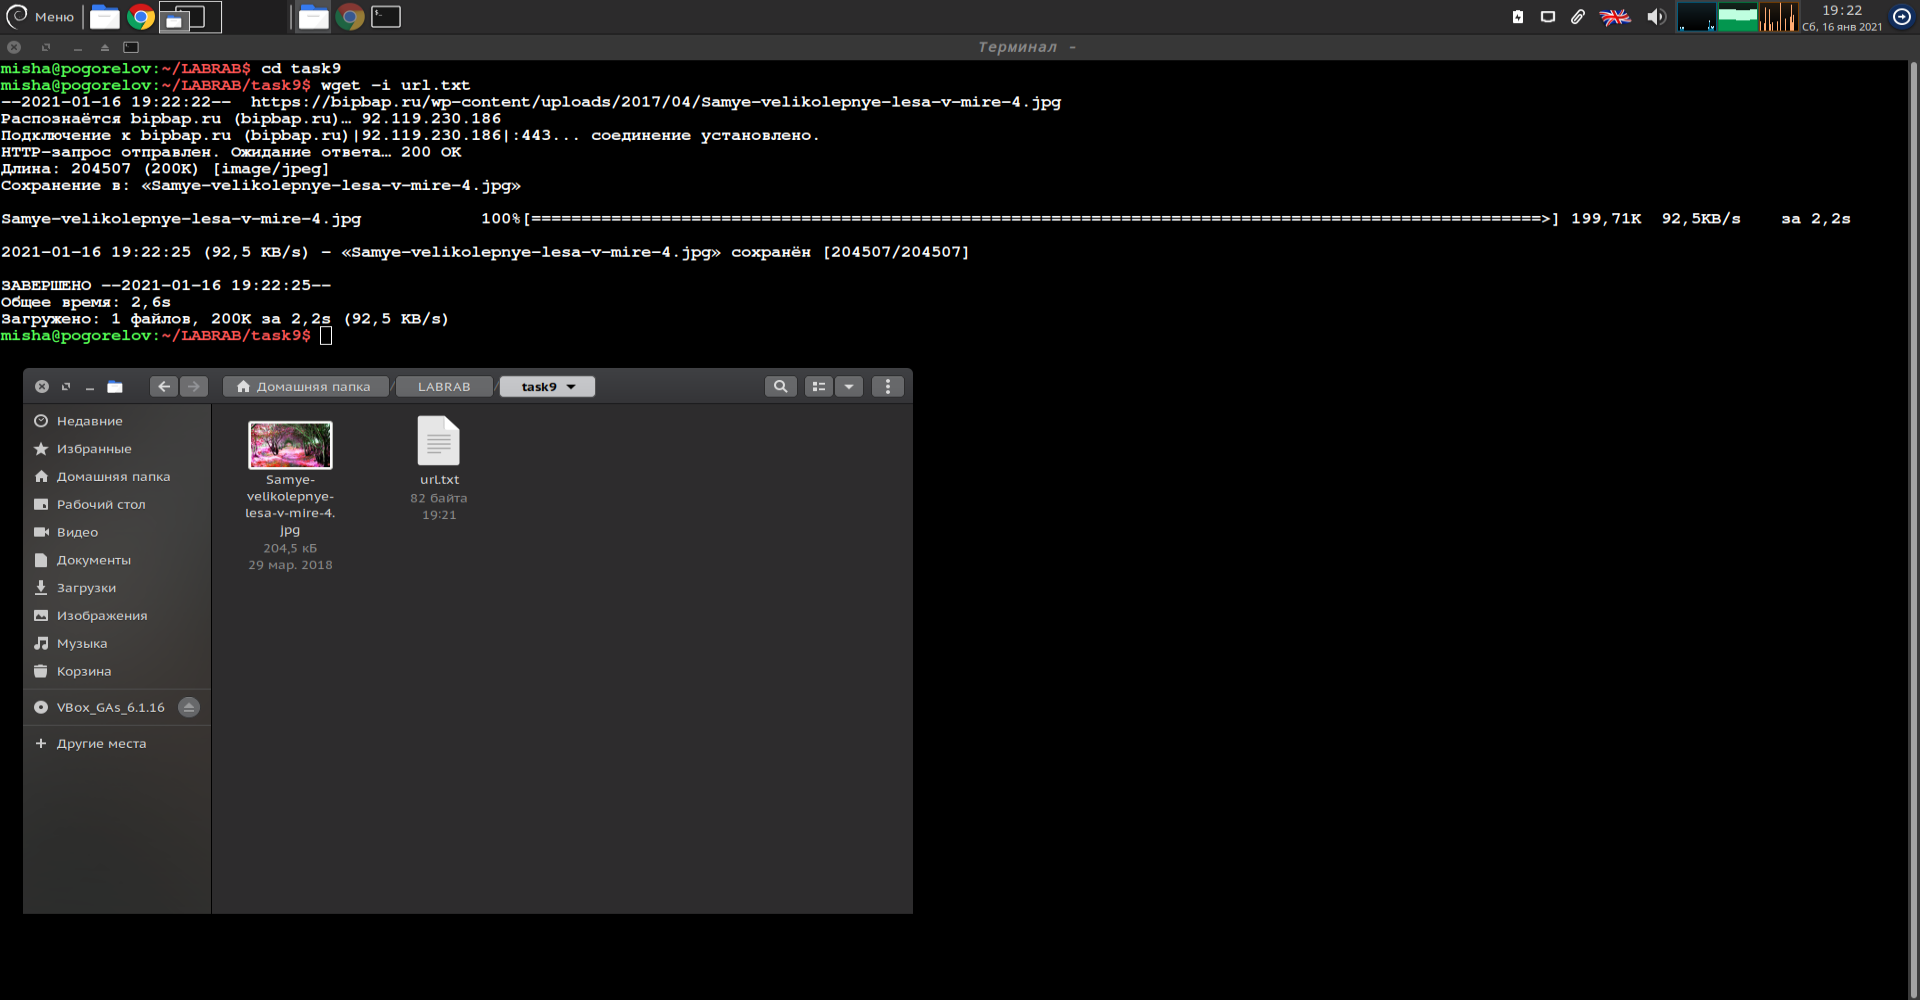 Меню
19:22
Сб, 16 янв 2021
Терминал -
misha@pogorelov:~/LABRAB$ cd task9
misha@pogorelov:~/LABRAB/task9$ wget -i url.txt
--2021-01-16 19:22:22--  https://bipbap.ru/wp-content/uploads/2017/04/Samye-velikolepnye-lesa-v-mire-4.jpg
Распознаётся bipbap.ru (bipbap.ru)… 92.119.230.186
Подключение к bipbap.ru (bipbap.ru)|92.119.230.186|:443... соединение установлено.
HTTP-запрос отправлен. Ожидание ответа… 200 OK
Длина: 204507 (200K) [image/jpeg]
Сохранение в: «Samye-velikolepnye-lesa-v-mire-4.jpg»
Samye-velikolepnye-lesa-v-mire-4.jpg 100%[=====================================================================================================>] 199,71K 92,5KB/s за 2,2s
2021-01-16 19:22:25 (92,5 KB/s) - «Samye-velikolepnye-lesa-v-mire-4.jpg» сохранён [204507/204507]
ЗАВЕРШЕНО --2021-01-16 19:22:25--
Общее время: 2,6s
Загружено: 1 файлов, 200K за 2,2s (92,5 KB/s)
misha@pogorelov:~/LABRAB/task9$
Домашняя папка / LABRAB / task9
Недавние
Избранные
Домашняя папка
Рабочий стол
Видео
Документы
Загрузки
Изображения
Музыка
Корзина
VBox_GAs_6.1.16
Другие места
Samye-
velikolepnye-
lesa-v-mire-4.
jpg
204,5 кБ
29 мар. 2018
url.txt
82 байта
19:21